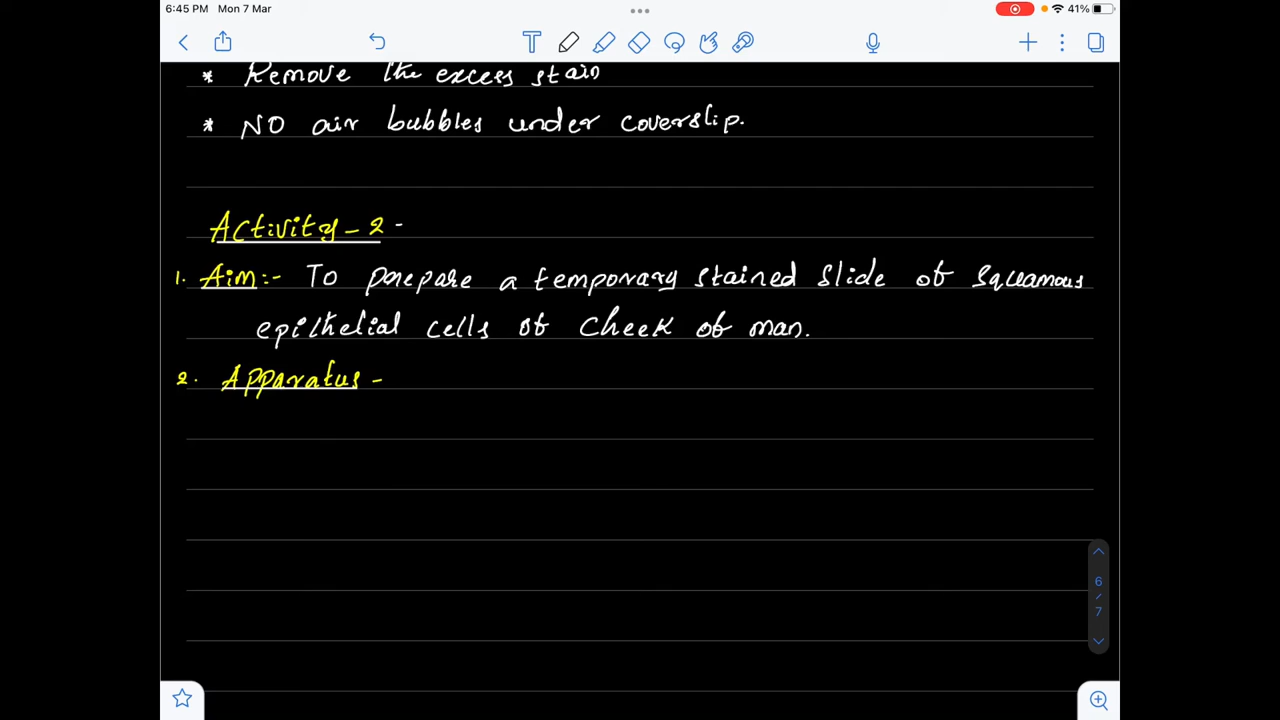 6:45 PM Mon 7 Mar
41%
* Remove the excess stain
* NO air bubbles under coverslip.
Activity - 2 -
1. Aim:- To prepare a temporary stained slide of squamous
epithelial cells of cheek of man.
2. Apparatus -
6
/
7